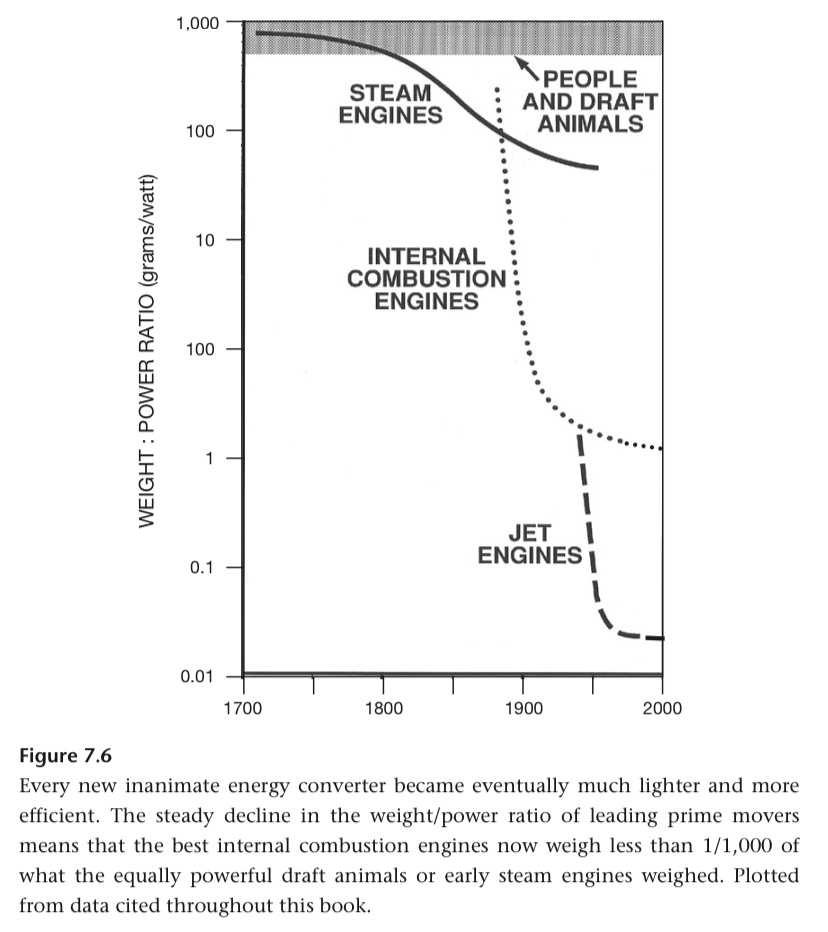 1,000
PEOPLE
AND DRAFT
ANIMALS
STEAM
ENGINES
100
10
INTERNAL
COMBUSTION
ENGINES
100
1
JET
ENGINES
0.1
0.01
WEIGHT : POWER RATIO (grams/watt)
1700
1800
1900
2000
Figure 7.6
Every new inanimate energy converter became eventually much lighter and more
efficient. The steady decline in the weight/power ratio of leading prime movers
means that the best internal combustion engines now weigh less than 1/1,000 of
what the equally powerful draft animals or early steam engines weighed. Plotted
from data cited throughout this book.